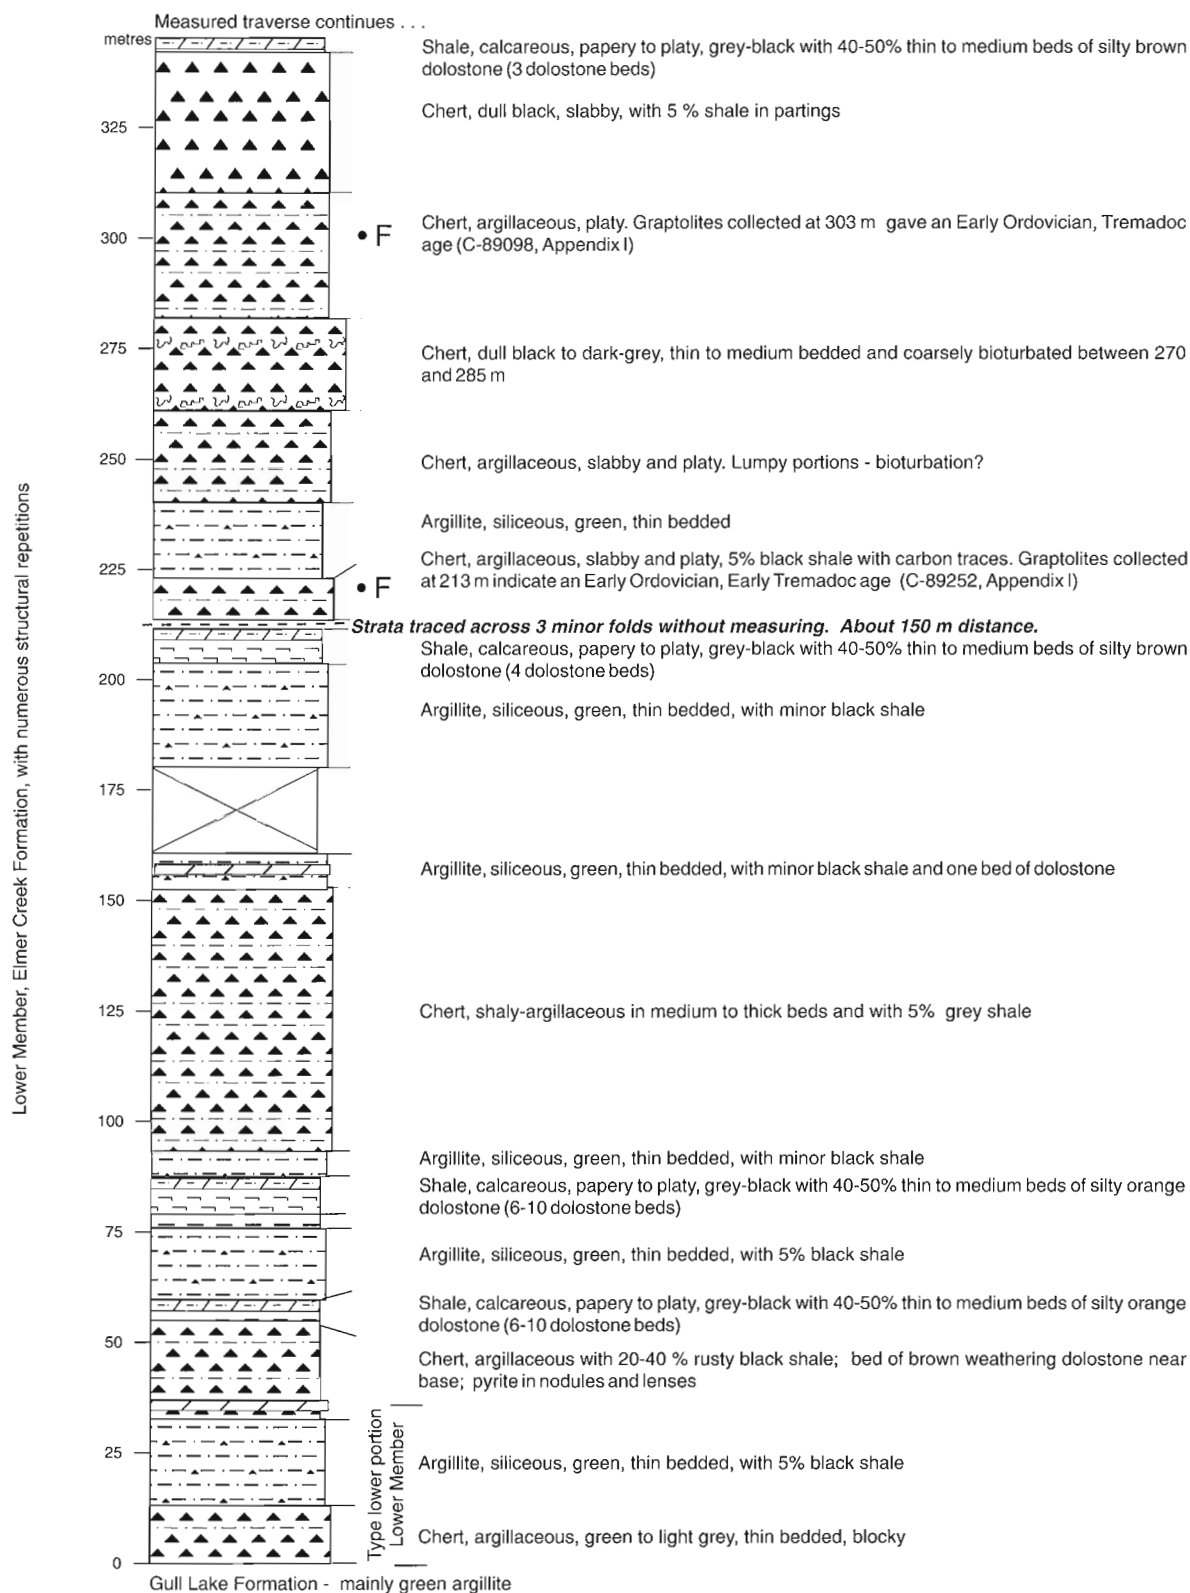 Measured traverse continues . . .
metres
Shale, calcareous, papery to platy, grey-black with 40-50% thin to medium beds of silty brown
dolostone (3 dolostone beds)
Chert, dull black, slabby, with 5 % shale in partings
325
Chert, argillaceous, platy. Graptolites collected at 303 m gave an Early Ordovician, Tremadoc
age (C-89098, Appendix I)
300
• F
Chert, dull black to dark-grey, thin to medium bedded and coarsely bioturbated between 270
and 285 m
275
Chert, argillaceous, slabby and platy. Lumpy portions - bioturbation?
250
Argillite, siliceous, green, thin bedded
Chert, argillaceous, slabby and platy, 5% black shale with carbon traces. Graptolites collected
at 213 m indicate an Early Ordovician, Early Tremadoc age (C-89252, Appendix I)
225
• F
Strata traced across 3 minor folds without measuring. About 150 m distance.
Shale, calcareous, papery to platy, grey-black with 40-50% thin to medium beds of silty brown
dolostone (4 dolostone beds)
200
Argillite, siliceous, green, thin bedded, with minor black shale
175
Argillite, siliceous, green, thin bedded, with minor black shale and one bed of dolostone
150
Chert, shaly-argillaceous in medium to thick beds and with 5% grey shale
125
100
Argillite, siliceous, green, thin bedded, with minor black shale
Shale, calcareous, papery to platy, grey-black with 40-50% thin to medium beds of silty orange
dolostone (6-10 dolostone beds)
75
Argillite, siliceous, green, thin bedded, with 5% black shale
Shale, calcareous, papery to platy, grey-black with 40-50% thin to medium beds of silty orange
dolostone (6-10 dolostone beds)
50
Chert, argillaceous with 20-40 % rusty black shale; bed of brown weathering dolostone near
base; pyrite in nodules and lenses
25
Argillite, siliceous, green, thin bedded, with 5% black shale
Chert, argillaceous, green to light grey, thin bedded, blocky
0
Type lower portion
Lower Member
Gull Lake Formation - mainly green argillite
Lower Member, Elmer Creek Formation, with numerous structural repetitions